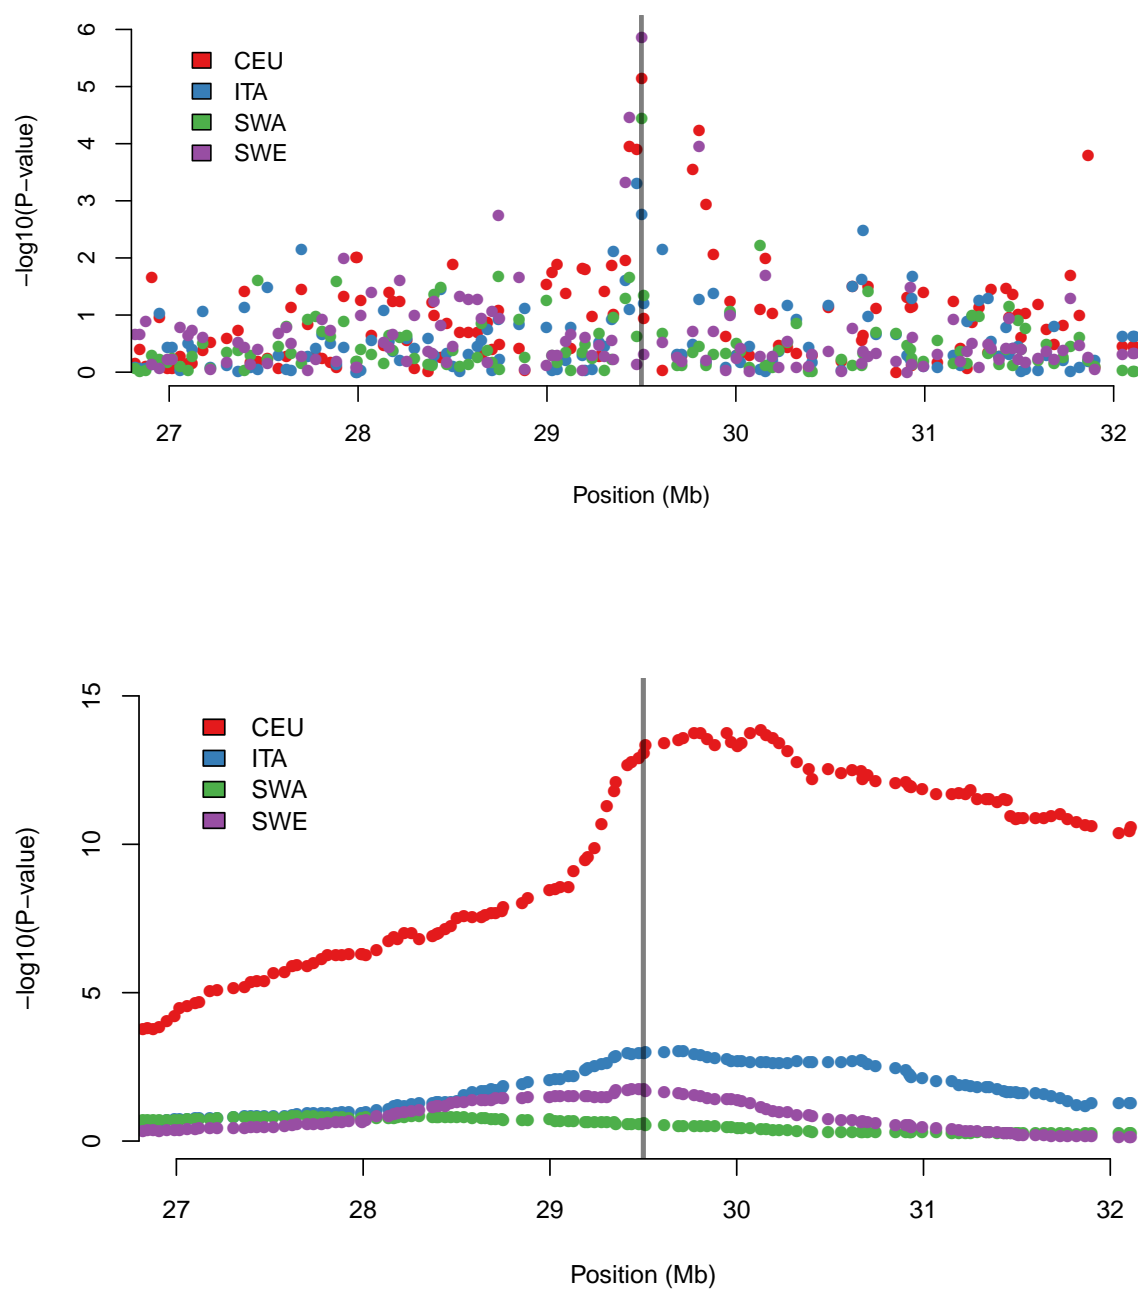 6
5
4
3
2
1
0
−log10(P−value)
CEU
ITA
SWA
SWE
27 28 29 30 31 32
Position (Mb)
15
10
5
0
−log10(P−value)
CEU
ITA
SWA
SWE
27 28 29 30 31 32
Position (Mb)